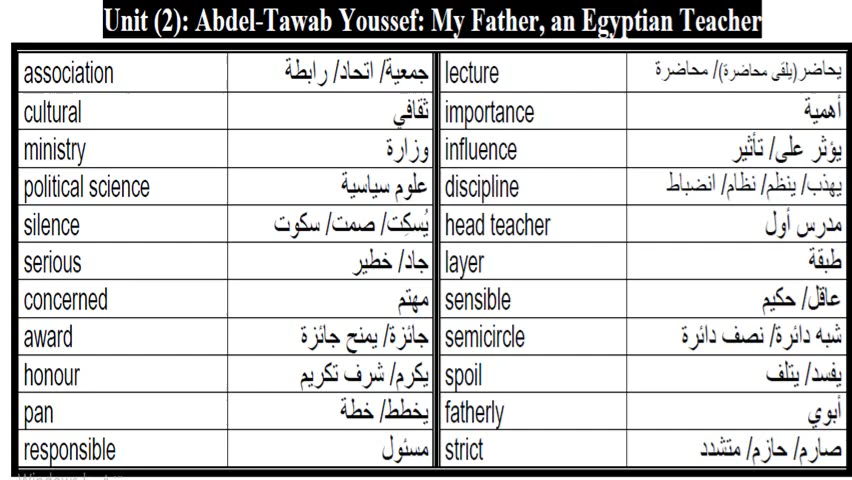 Unit (2): Abdel-Tawab Youssef: My Father, an Egyptian Teacher
association جمعية/ اتحاد/ رابطة lecture يحاضر(يلقى محاضرة)/ محاضرة
cultural ثقافي importance أهمية
ministry وزارة influence يؤثر على/ تأثير
political science علوم سياسية discipline يهذب/ ينظم/ نظام/ انضباط
silence يُسكِت/ صمت/ سكوت head teacher مدرس أول
serious جاد/ خطير layer طبقة
concerned مهتم sensible عاقل/ حكيم
award جائزة/ يمنح جائزة semicircle شبه دائرة/ نصف دائرة
honour يكرم/ شرف تكريم spoil يفسد/ يتلف
pan يخطط/ خطة fatherly أبوي
responsible مسئول strict صارم/ حازم/ متشدد